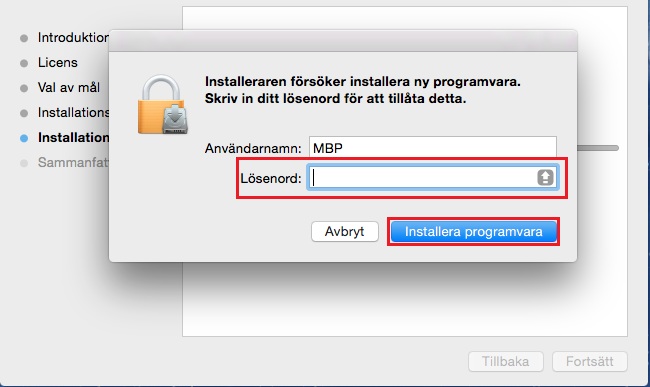 Introduktion
Licens
Val av mål
Installations
Installation
Sammanfatt
Installeraren försöker installera ny programvara.
Skriv in ditt lösenord för att tillåta detta.
Användarnamn: MBP
Lösenord:
Avbryt Installera programvara
Tillbaka Fortsätt